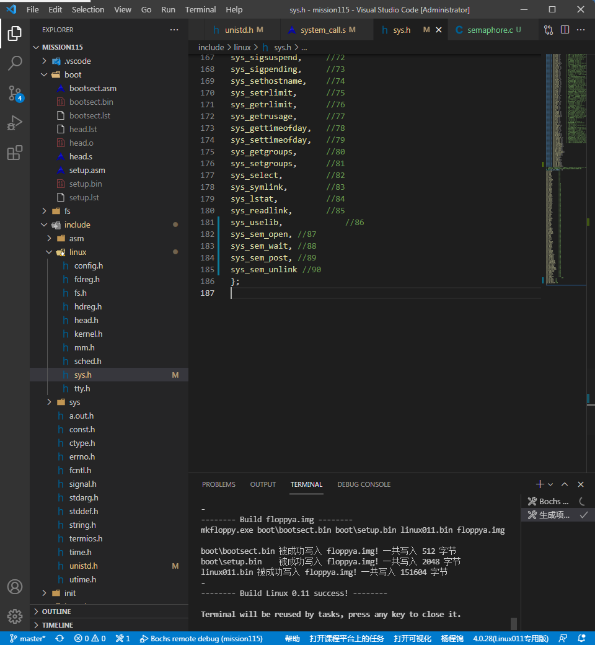 File Edit Selection View Go Run Terminal Help
sys.h - mission115 - Visual Studio Code [Administrator]
EXPLORER
unistd.h M
system_call.s M
sys.h M
semaphore.c U
include > linux > sys.h > ...
MISSION115
.vscode
boot
bootsect.asm
bootsect.bin
bootsect.lst
head.lst
head.o
head.s
setup.asm
setup.bin
setup.lst
fs
include
asm
linux
config.h
fdreg.h
fs.h
hdreg.h
head.h
kernel.h
mm.h
sched.h
sys.h M
tty.h
sys
a.out.h
const.h
ctype.h
errno.h
fcntl.h
signal.h
stdarg.h
stddef.h
string.h
termios.h
time.h
unistd.h M
utime.h
init
OUTLINE
TIMELINE
167 sys_sigsuspend, //72
168 sys_sigpending, //73
169 sys_sethostname, //74
170 sys_setrlimit, //75
171 sys_getrlimit, //76
172 sys_getrusage, //77
173 sys_gettimeofday, //78
174 sys_settimeofday, //79
175 sys_getgroups, //80
176 sys_setgroups, //81
177 sys_select, //82
178 sys_symlink, //83
179 sys_lstat, //84
180 sys_readlink, //85
181 sys_uselib, //86
182 sys_sem_open, //87
183 sys_sem_wait, //88
184 sys_sem_post, //89
185 sys_sem_unlink //90
186 };
187
PROBLEMS OUTPUT TERMINAL DEBUG CONSOLE
-------- Build floppya.img --------
mkfloppy.exe boot\bootsect.bin boot\setup.bin linux011.bin floppya.img
boot\bootsect.bin 被成功写入 floppya.img! 一共写入 512 字节
boot\setup.bin 被成功写入 floppya.img! 一共写入 2048 字节
linux011.bin 被成功写入 floppya.img! 一共写入 151604 字节
-------- Build Linux 0.11 success! --------
Terminal will be reused by tasks, press any key to close it.
Bochs ...
生成项...
4
master* 0 0 1 Bochs remote debug (mission115) 帮助 打开课程平台上的任务 打开可视化 4.0.28(Linux011专用版)